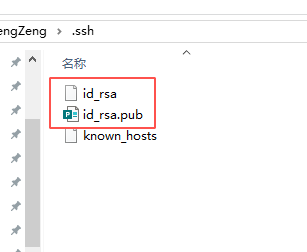 engZeng > .ssh
名称
id_rsa
id_rsa.pub
known_hosts